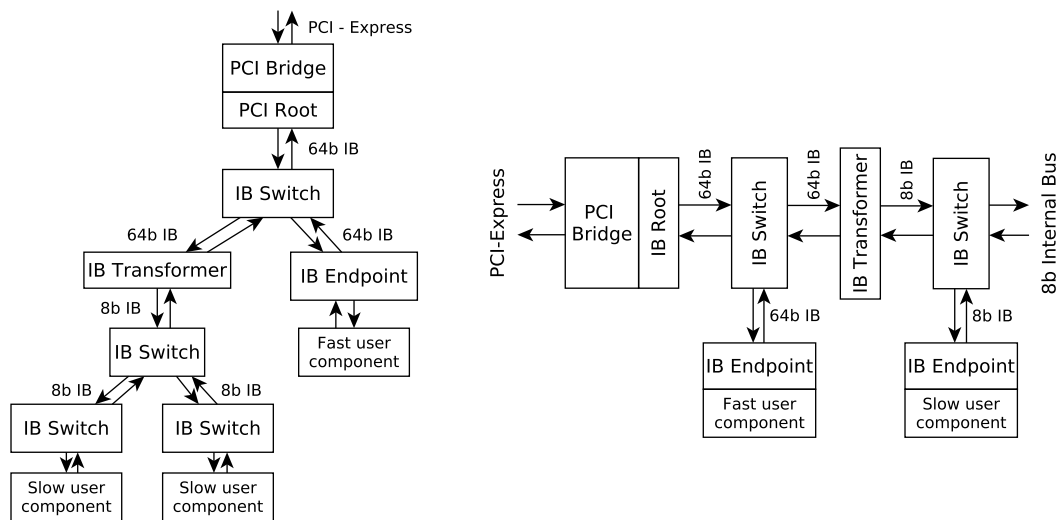 PCI - Express
PCI Bridge
PCI Root
64b IB
IB Switch
64b IB
64b IB
IB Transformer
IB Endpoint
8b IB
Fast user
component
IB Switch
8b IB
8b IB
IB Switch
IB Switch
Slow user
component
Slow user
component
PCI-Express
PCI
Bridge
IB Root
64b IB
IB Switch
64b IB
IB Transformer
8b IB
IB Switch
8b Internal Bus
64b IB
8b IB
IB Endpoint
Fast user
component
IB Endpoint
Slow user
component